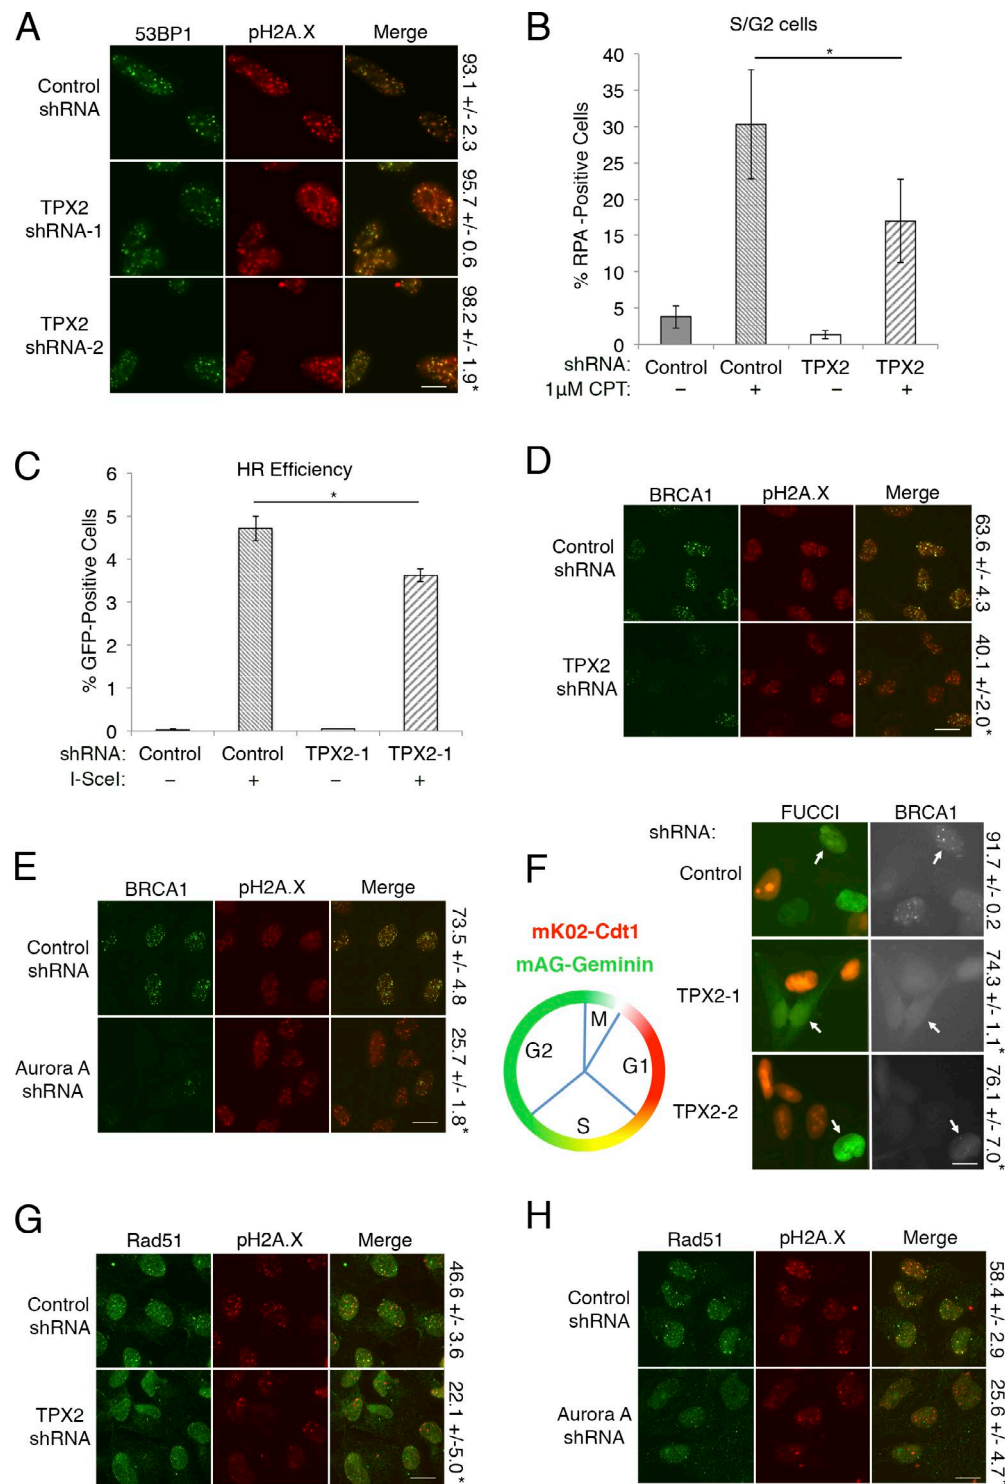 A
53BP1 pH2A.X Merge
Control
shRNA
93.1 +/- 2.3
TPX2
shRNA-1
95.7 +/- 0.6
TPX2
shRNA-2
98.2 +/- 1.9*
B
S/G2 cells
*
% RPA -Positive Cells
40
35
30
25
20
15
10
5
0
shRNA: Control Control TPX2 TPX2
1µM CPT: – + – +
C
HR Efficiency
*
% GFP-Positive Cells
6
5
4
3
2
1
0
shRNA: Control Control TPX2-1 TPX2-1
I-SceI: – + – +
D
BRCA1 pH2A.X Merge
Control
shRNA
63.6 +/- 4.3
TPX2
shRNA
40.1 +/-2.0*
E
BRCA1 pH2A.X Merge
Control
shRNA
73.5 +/- 4.8
Aurora A
shRNA
25.7 +/- 1.8*
F
shRNA:
FUCCI BRCA1
Control
91.7 +/- 0.2
mK02-Cdt1
mAG-Geminin
M
G1
S
G2
TPX2-1
74.3 +/- 1.1*
TPX2-2
76.1 +/- 7.0*
G
Rad51 pH2A.X Merge
Control
shRNA
46.6 +/- 3.6
TPX2
shRNA
22.1 +/-5.0*
H
Rad51 pH2A.X Merge
Control
shRNA
58.4 +/- 2.9
Aurora A
shRNA
25.6 +/- 4.7